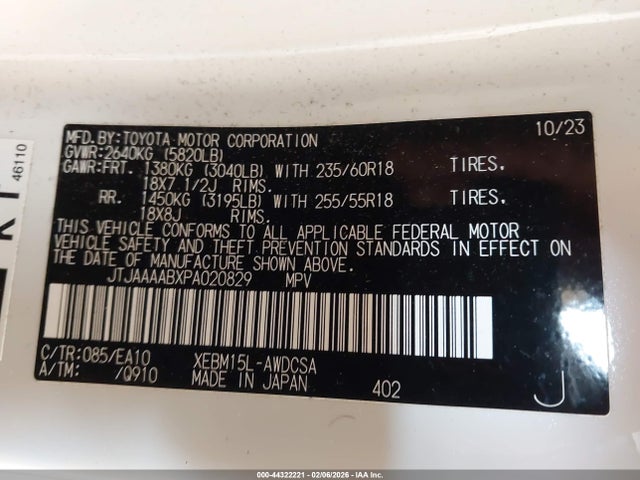 MFD.BY:TOYOTA MOTOR CORPORATION 10/23
GVWR:2640KG (5820LB)
GAWR:FRT. 1380KG (3040LB) WITH 235/60R18 TIRES.
18X7 1/2J RIMS.
RR. 1450KG (3195LB) WITH 255/55R18 TIRES.
18X8J RIMS.
THIS VEHICLE CONFORMS TO ALL APPLICABLE FEDERAL MOTOR
VEHICLE SAFETY AND THEFT PREVENTION STANDARDS IN EFFECT ON
THE DATE OF MANUFACTURE SHOWN ABOVE.
JTJAAAABXPA020829 MPV
C/TR:085/EA10 XEBM15L-AWDCSA
A/TM: /Q910 MADE IN JAPAN 402 J
46110
000-44322221 - 02/06/2026 - IAA Inc.